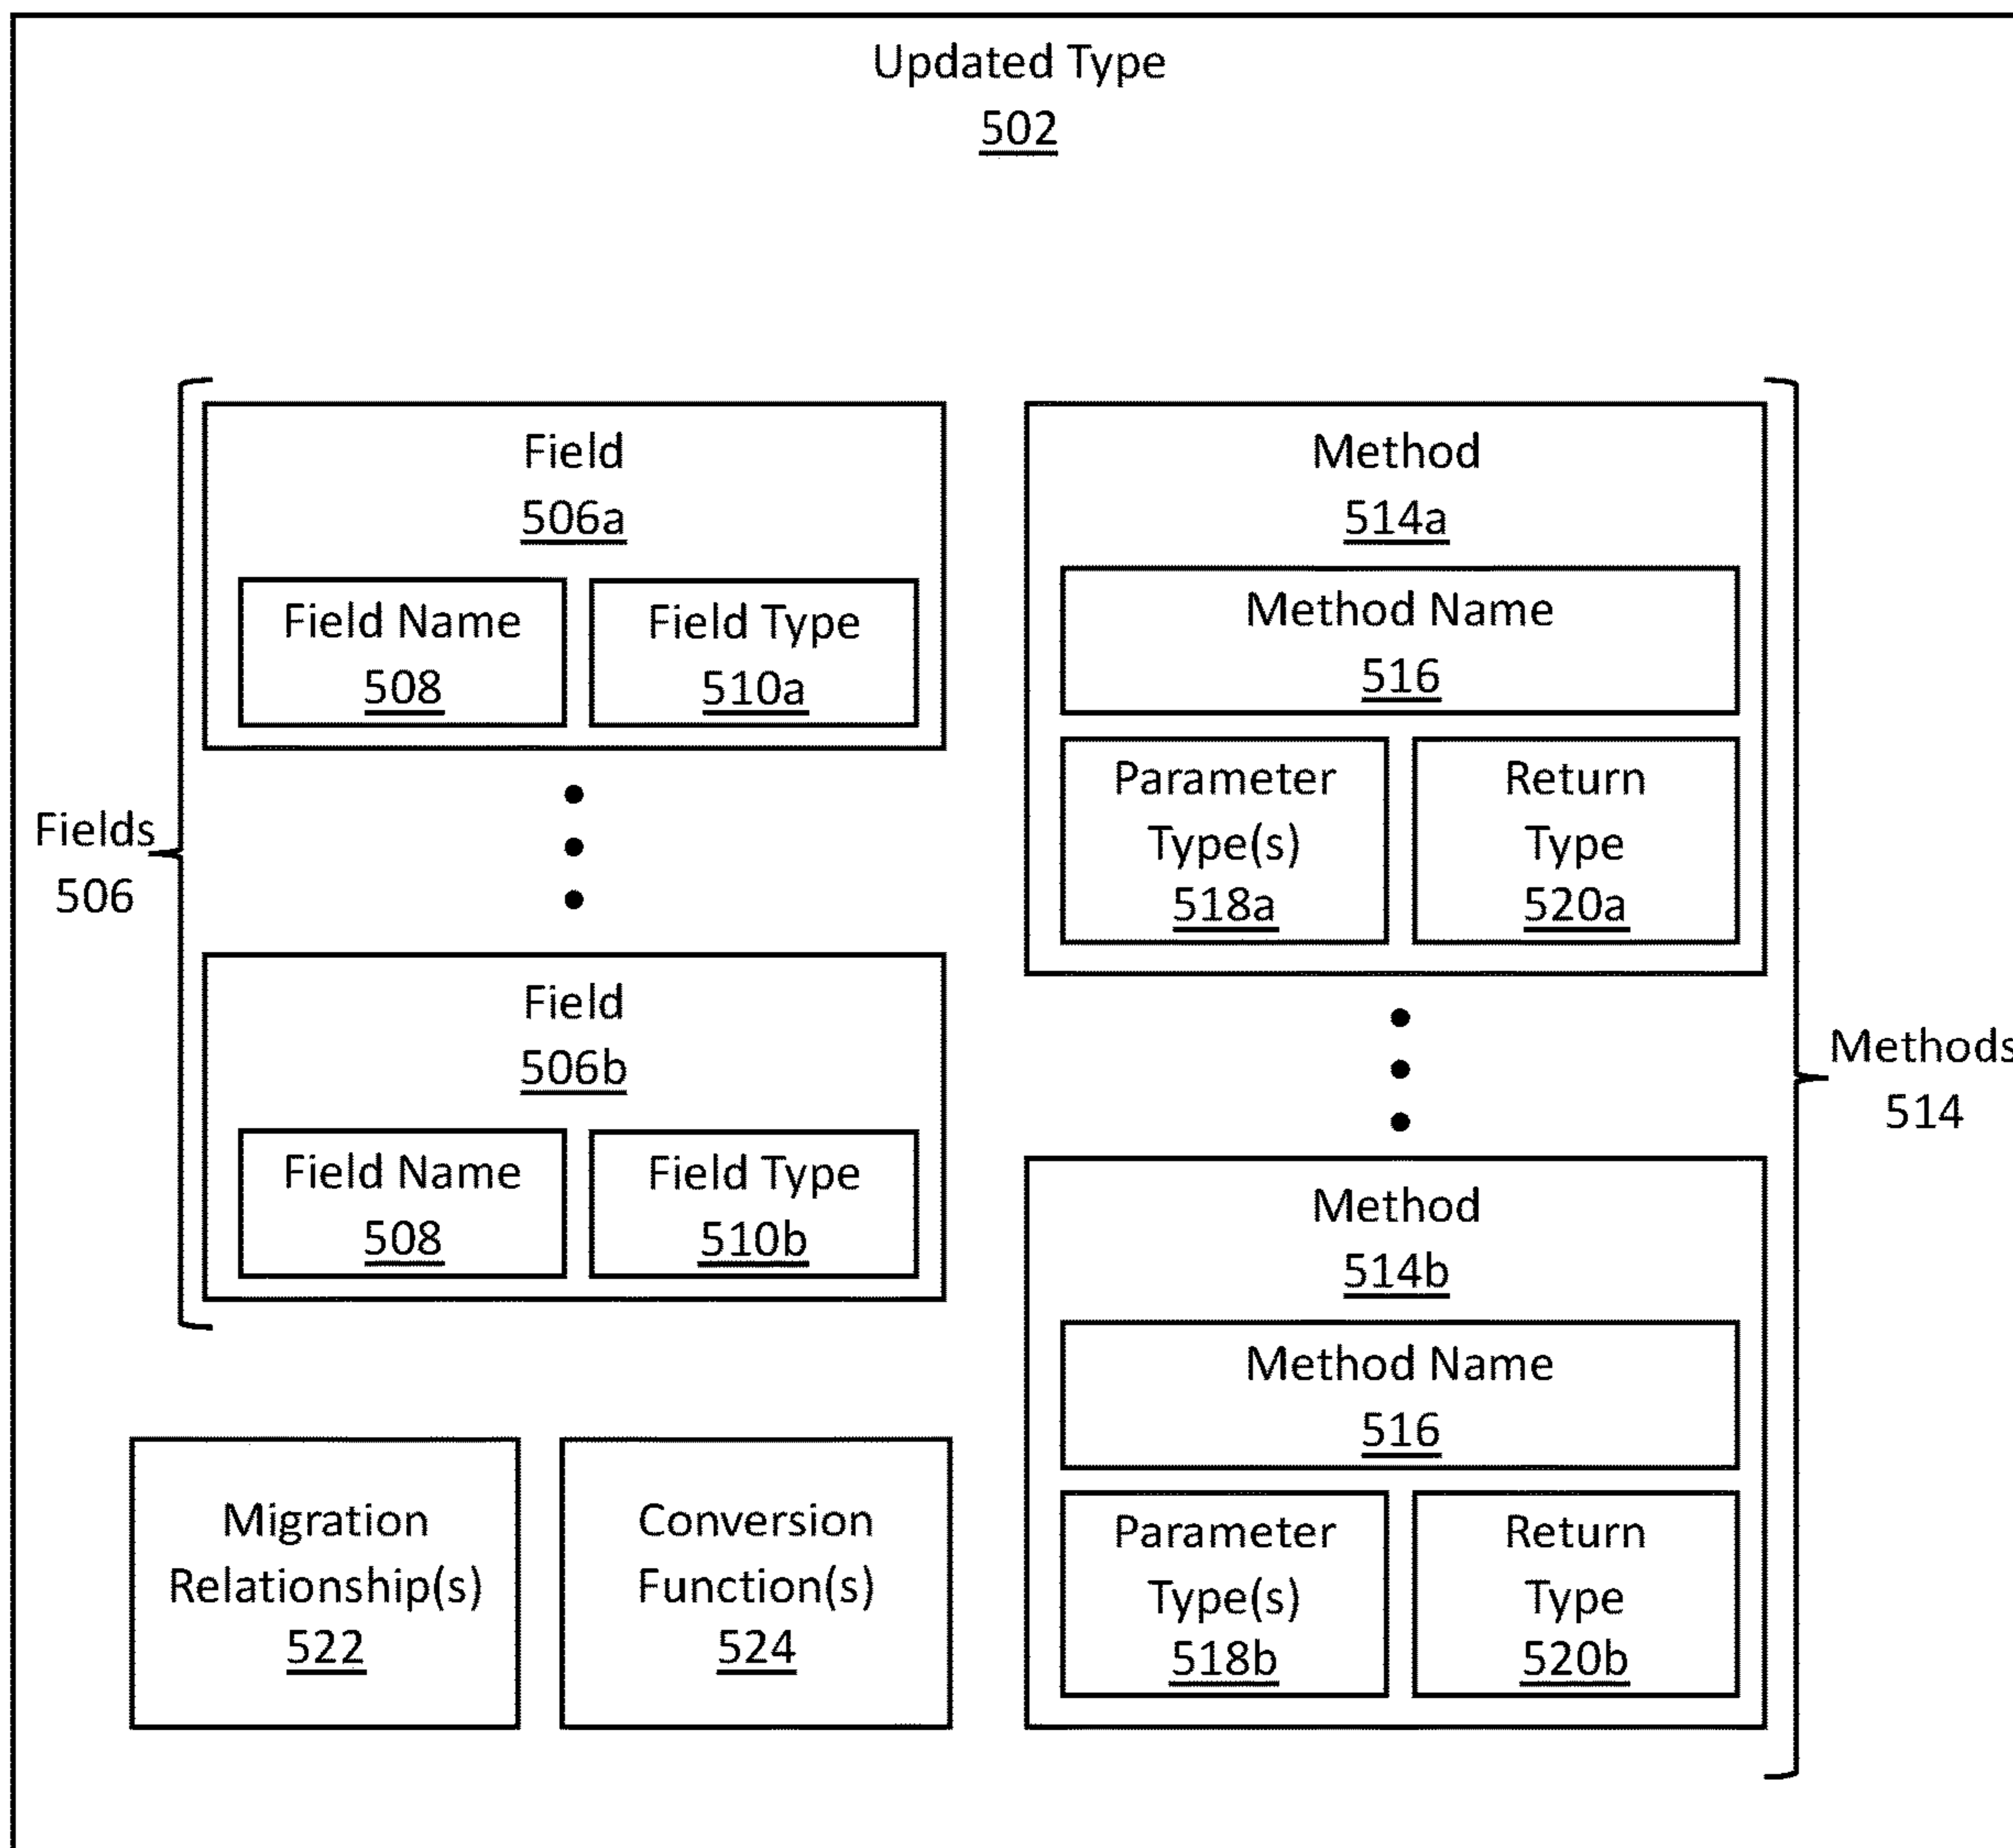 Updated Type
502
Fields
506
Field
506a
Field Name
508
Field Type
510a
Field
506b
Field Name
508
Field Type
510b
Migration
Relationship(s)
522
Conversion
Function(s)
524
Method
514a
Method Name
516
Parameter
Type(s)
518a
Return
Type
520a
Method
514b
Method Name
516
Parameter
Type(s)
518b
Return
Type
520b
Methods
514